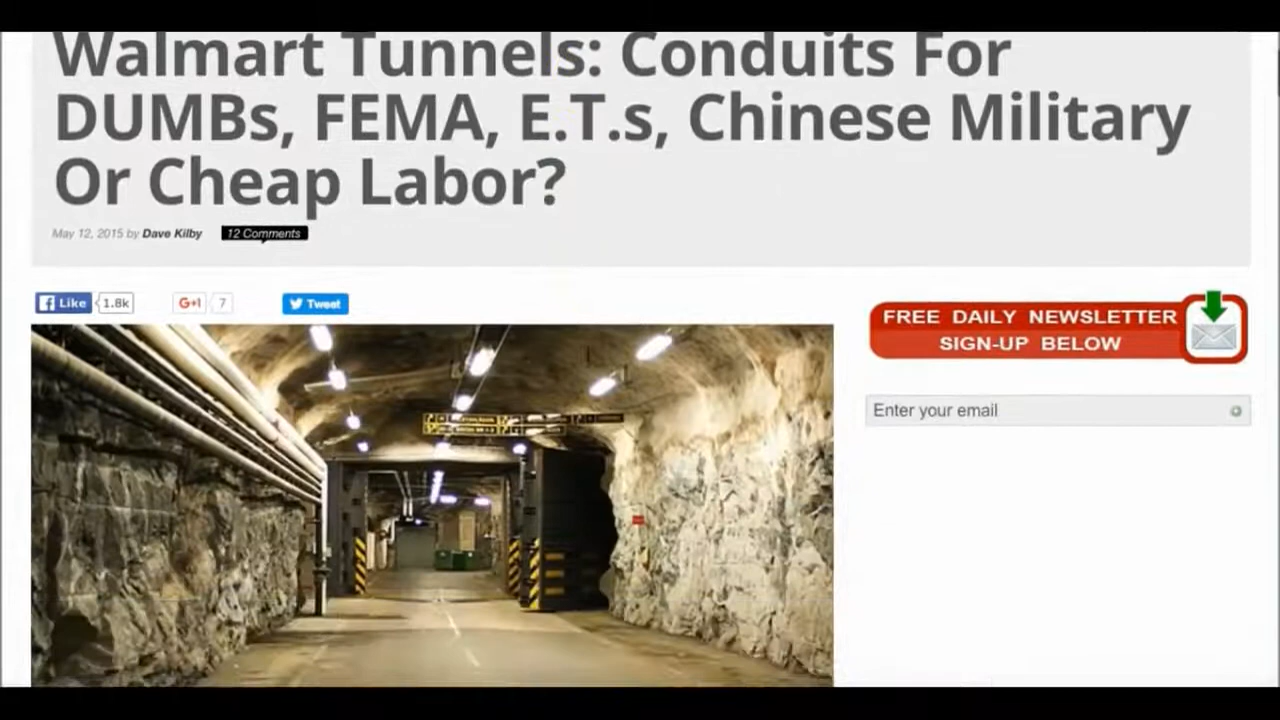 Walmart Tunnels: Conduits For
DUMBs, FEMA, E.T.s, Chinese Military
Or Cheap Labor?
May 12, 2015 by Dave Kilby 12 Comments
Like 1.8k G+1 7 Tweet
FREE DAILY NEWSLETTER
SIGN-UP BELOW
Enter your email